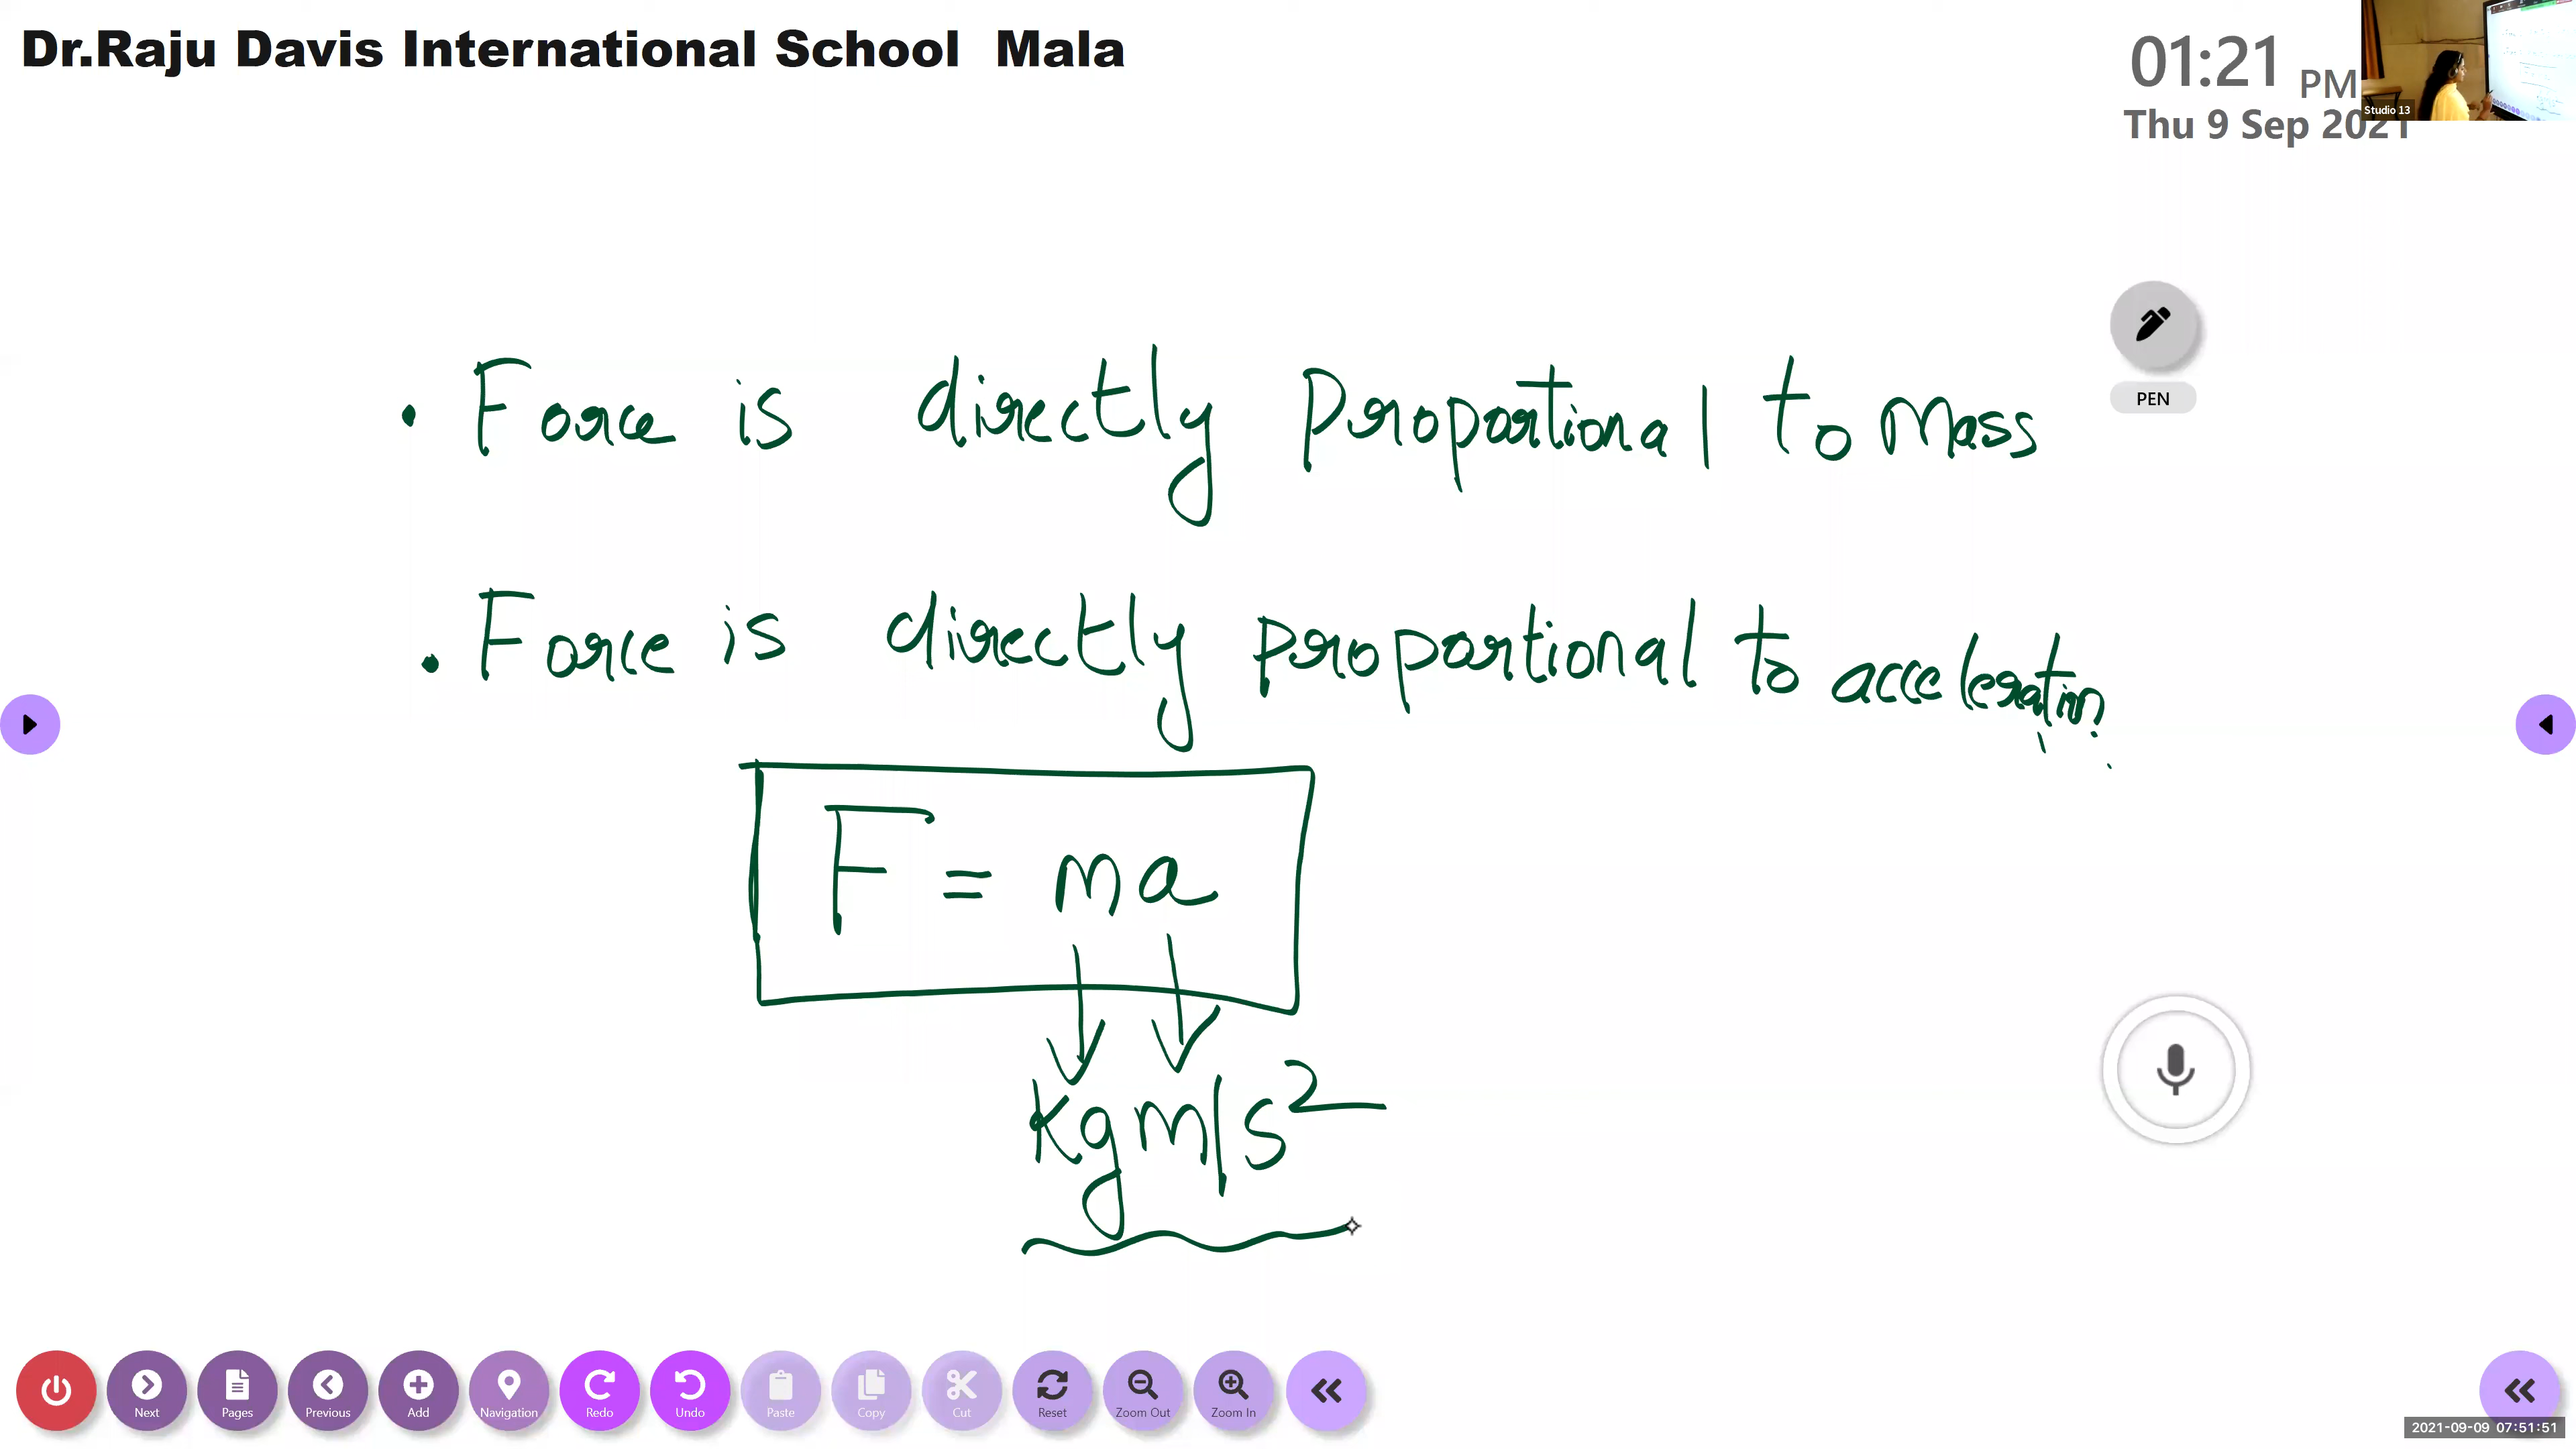 Dr.Raju Davis International School Mala
01:21 PM
Studio 13
Thu 9 Sep 2021
PEN
• Force is directly Proportional to Mass
• Force is directly proportional to acceleration
F = ma
kgm/s²
Next
Pages
Previous
Add
Navigation
Redo
Undo
Paste
Copy
Cut
Reset
Zoom Out
Zoom In
2021-09-09 07:51:51